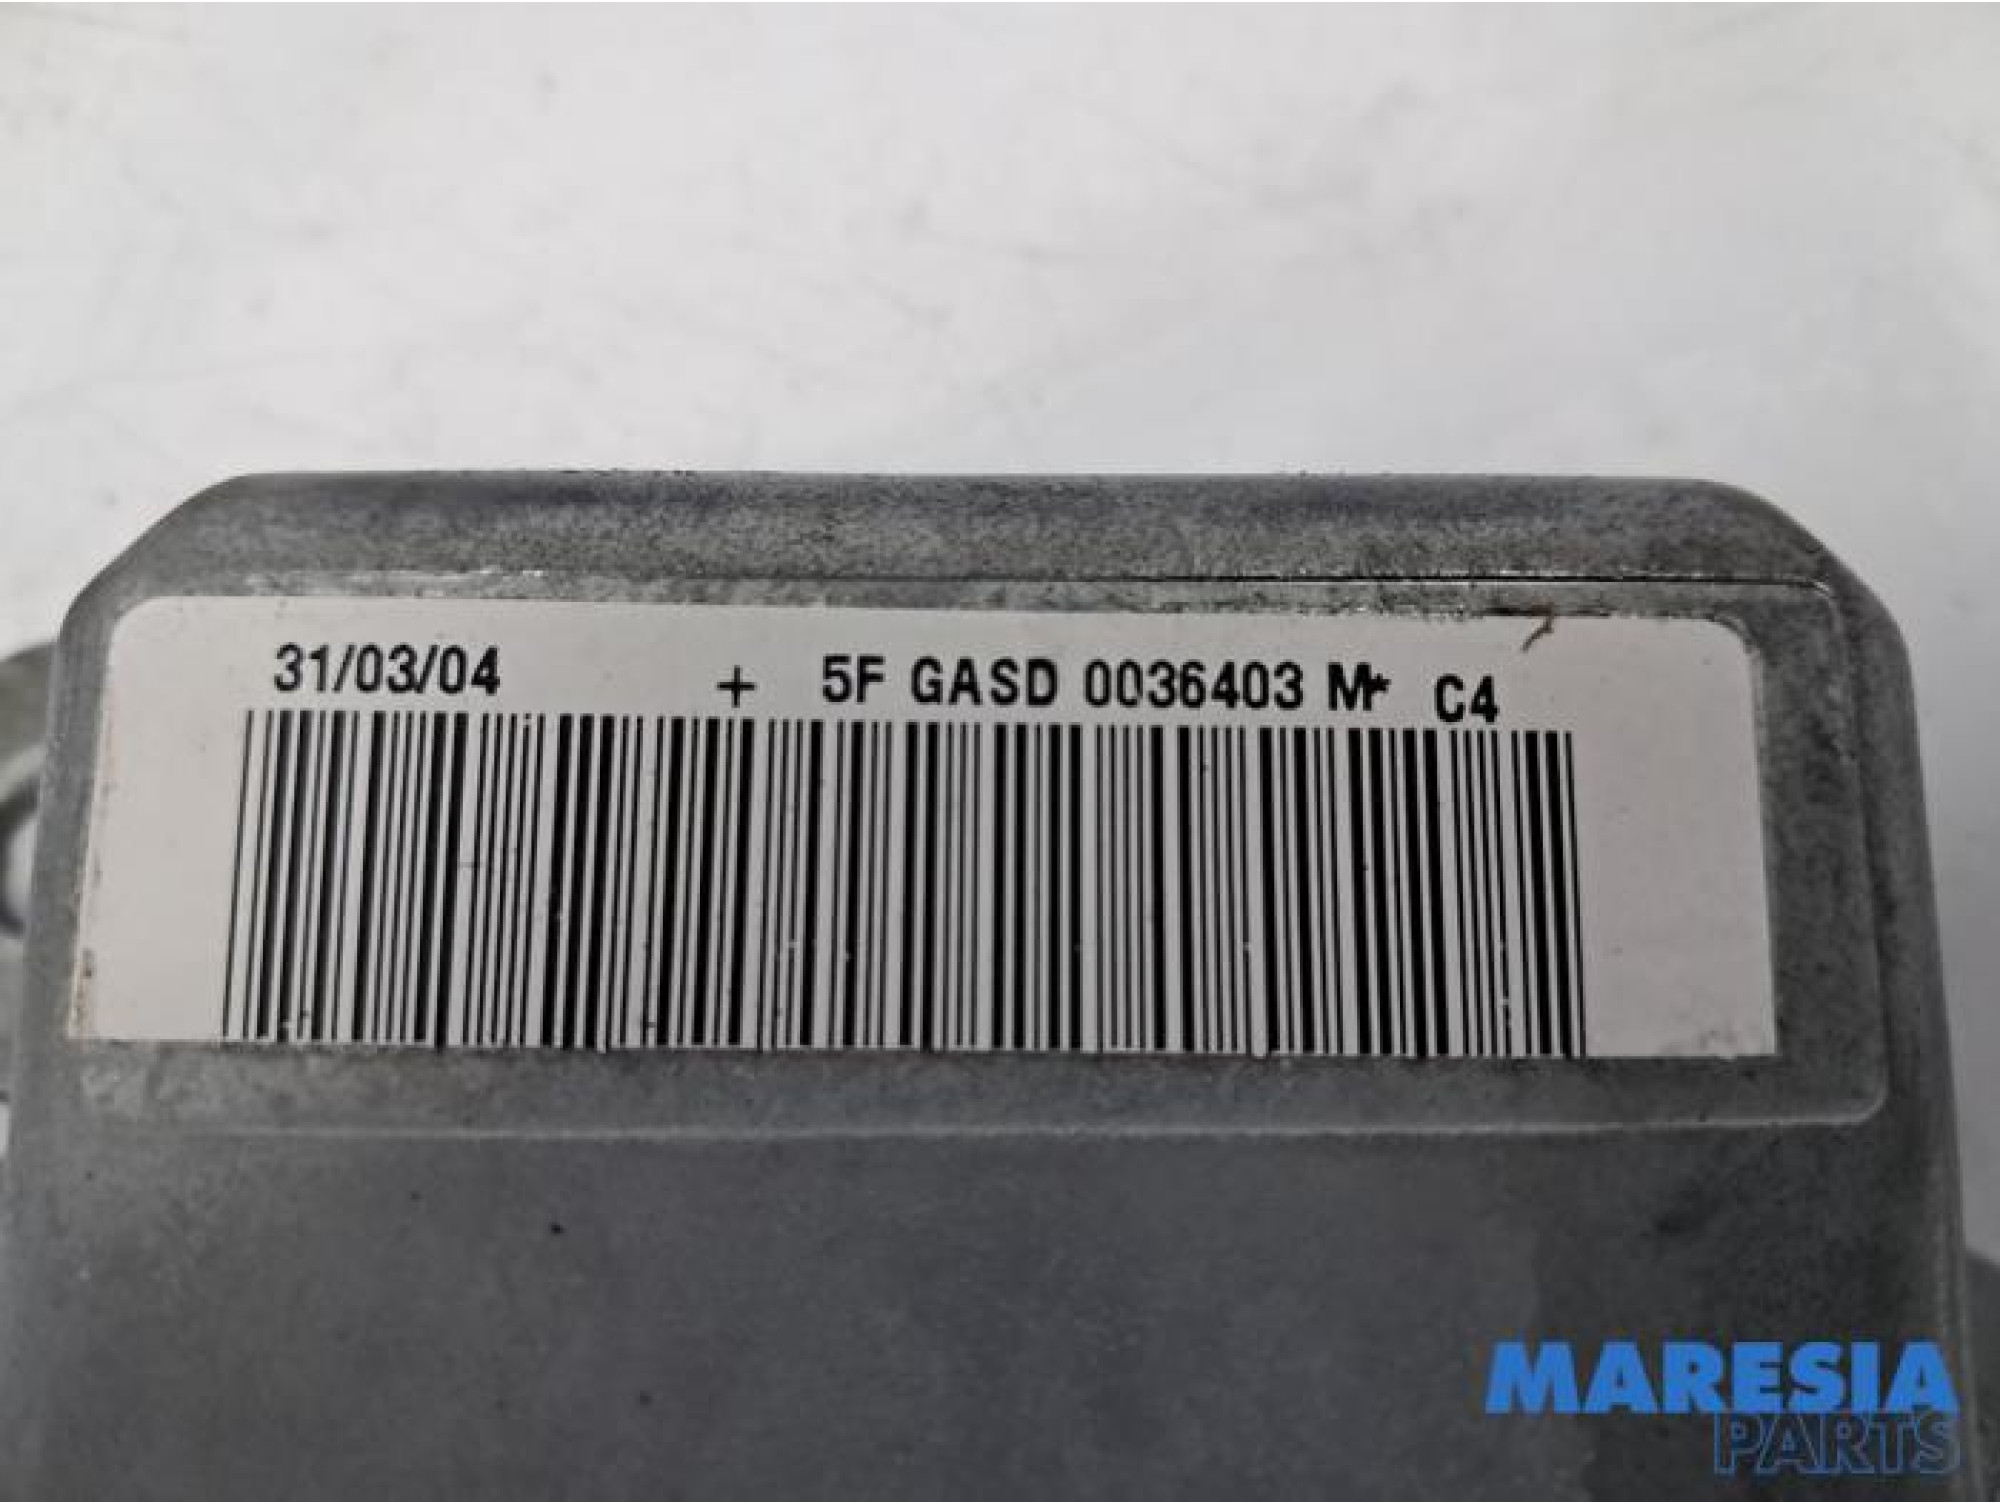 31/03/04 + 5F GASD 0036403 M* C4
MARESIA
PARTS